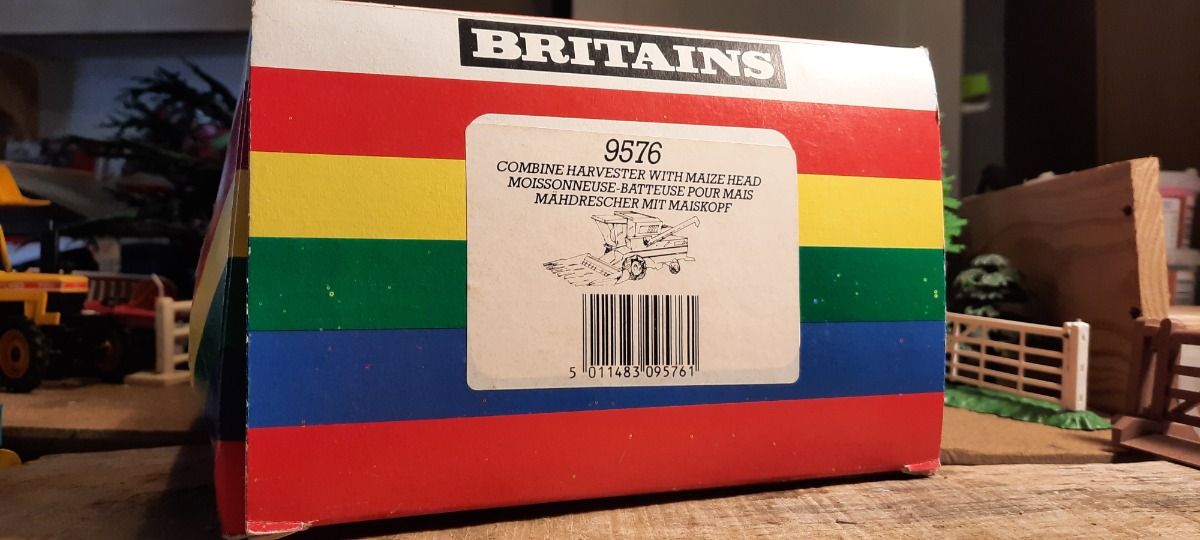 BRITAINS
9576
COMBINE HARVESTER WITH MAIZE HEAD
MOISSONNEUSE-BATTEUSE POUR MAIS
MÄHDRESCHER MIT MAISKOPF
5 011483 095761